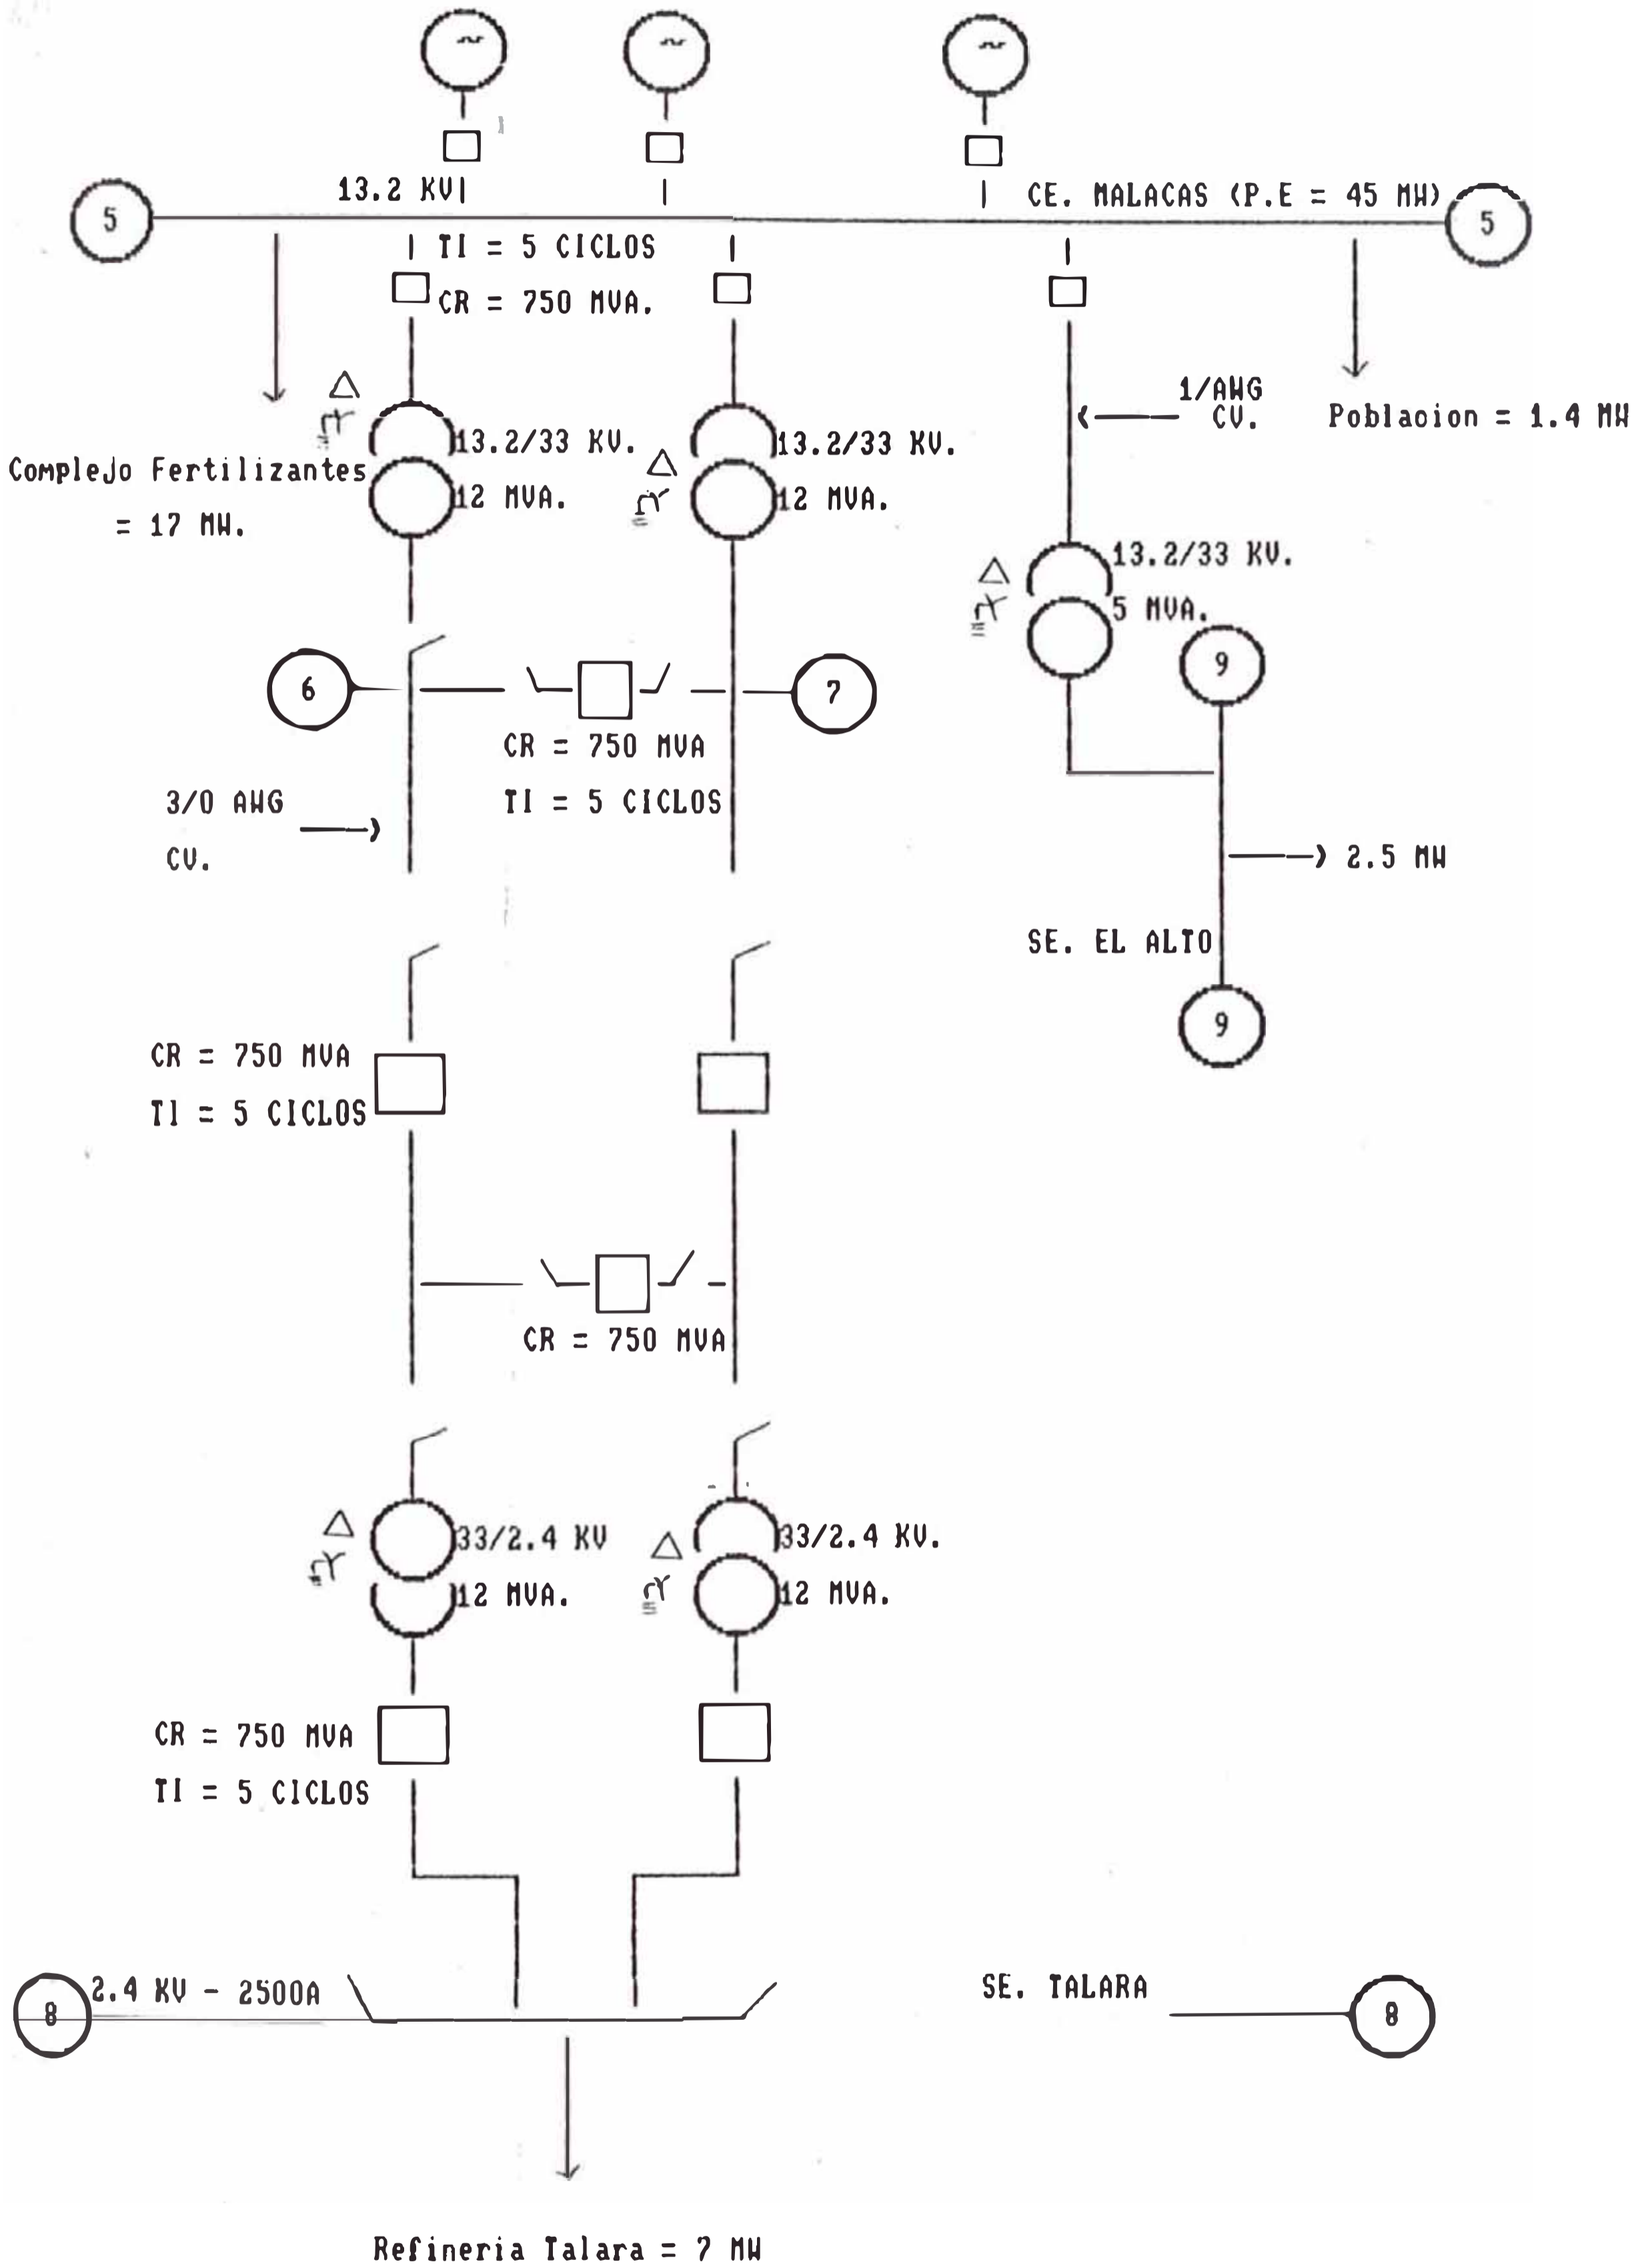 13.2 KV
CE. MALACAS (P.E = 45 MW)
5
5
TI = 5 CICLOS
CR = 750 MVA.
1/AWG
CV.
Poblacion = 1.4 MW
13.2/33 KV.
13.2/33 KV.
Complejo Fertilizantes
12 MVA.
12 MVA.
= 17 MW.
13.2/33 KV.
5 MVA.
9
6
7
CR = 750 MVA
3/0 AWG
TI = 5 CICLOS
CV.
2.5 MW
SE. EL ALTO
9
CR = 750 MVA
TI = 5 CICLOS
CR = 750 MVA
33/2.4 KV
33/2.4 KV.
12 MVA.
12 MVA.
CR = 750 MVA
TI = 5 CICLOS
8
2.4 KV - 2500A
SE. TALARA
8
Refineria Talara = 7 MW